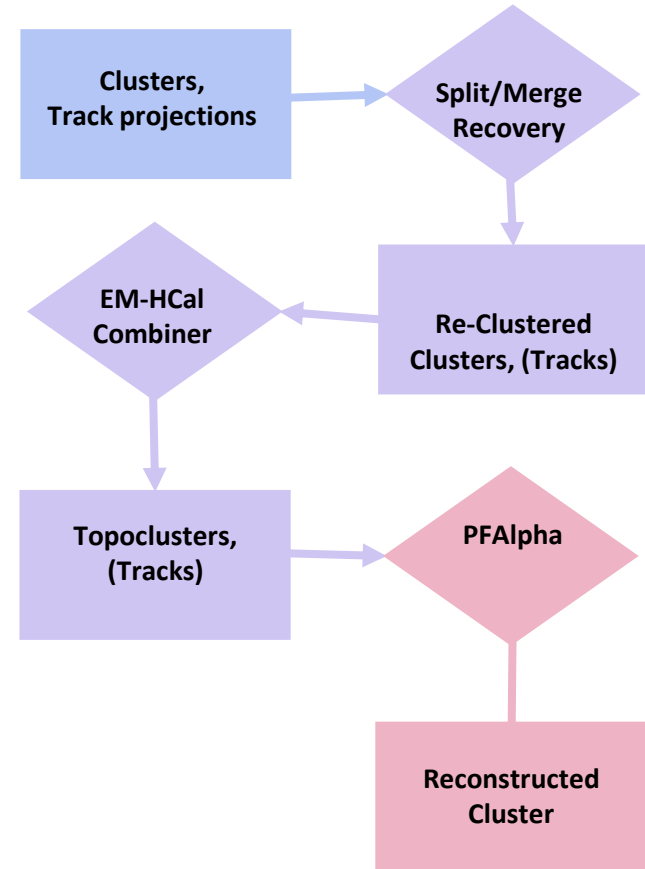 Clusters,
Track projections
Split/Merge
Recovery
Re-Clustered
Clusters, (Tracks)
EM-HCal
Combiner
Topoclusters,
(Tracks)
PFAlpha
Reconstructed
Cluster